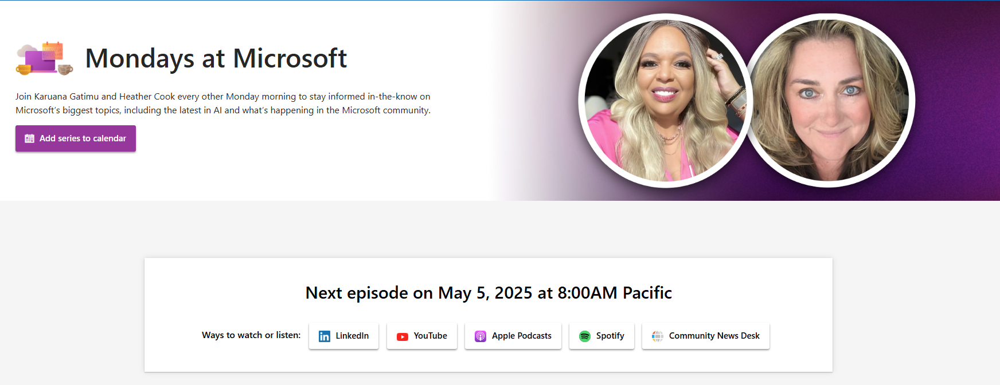 Mondays at Microsoft
Join Karuana Gatimu and Heather Cook every other Monday morning to stay informed in-the-know on
Microsoft’s biggest topics, including the latest in AI and what’s happening in the Microsoft community.
Add series to calendar
Next episode on May 5, 2025 at 8:00AM Pacific
Ways to watch or listen: LinkedIn YouTube Apple Podcasts Spotify Community News Desk